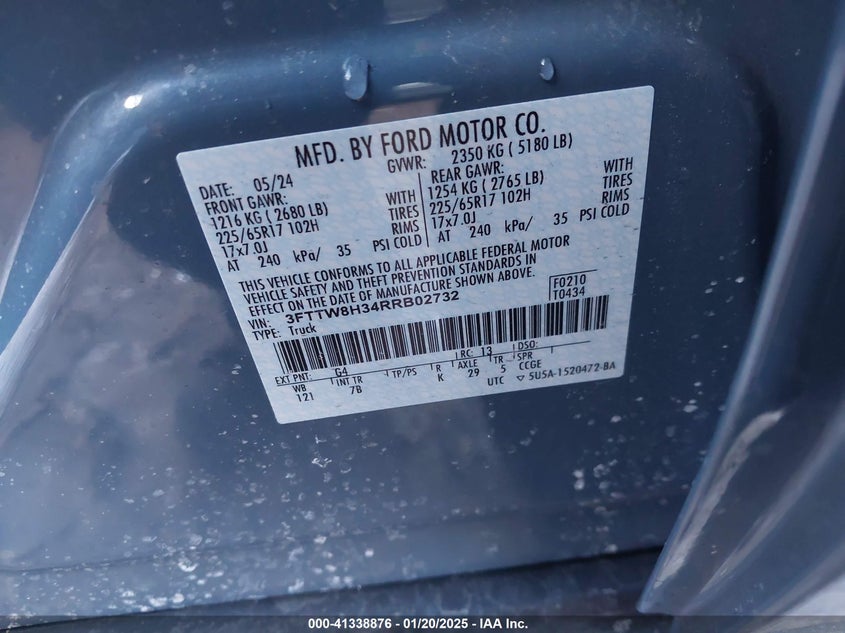 MFD. BY FORD MOTOR CO.
DATE: 05/24 GVWR: 2350 KG ( 5180 LB)
FRONT GAWR: REAR GAWR:
1216 KG ( 2680 LB) WITH 1254 KG ( 2765 LB) WITH
225/65R17 102H TIRES 225/65R17 102H TIRES
17x7.0J RIMS 17x7.0J RIMS
AT 240 kPa/ 35 PSI COLD AT 240 kPa/ 35 PSI COLD
THIS VEHICLE CONFORMS TO ALL APPLICABLE FEDERAL MOTOR
VEHICLE SAFETY AND THEFT PREVENTION STANDARDS IN
EFFECT ON THE DATE OF MANUFACTURE SHOWN ABOVE.
VIN: 3FTTW8H34RRB02732 F0210
TYPE: Truck T0434
EXT PNT: G4 RC: 13 DSO:
WB INT TR TP/PS R AXLE TR SPR
121 7B K 29 5 CCGE
UTC ▽ 5U5A-1520472-BA
000-41338876 / 01/20/2025 / IAA Inc.